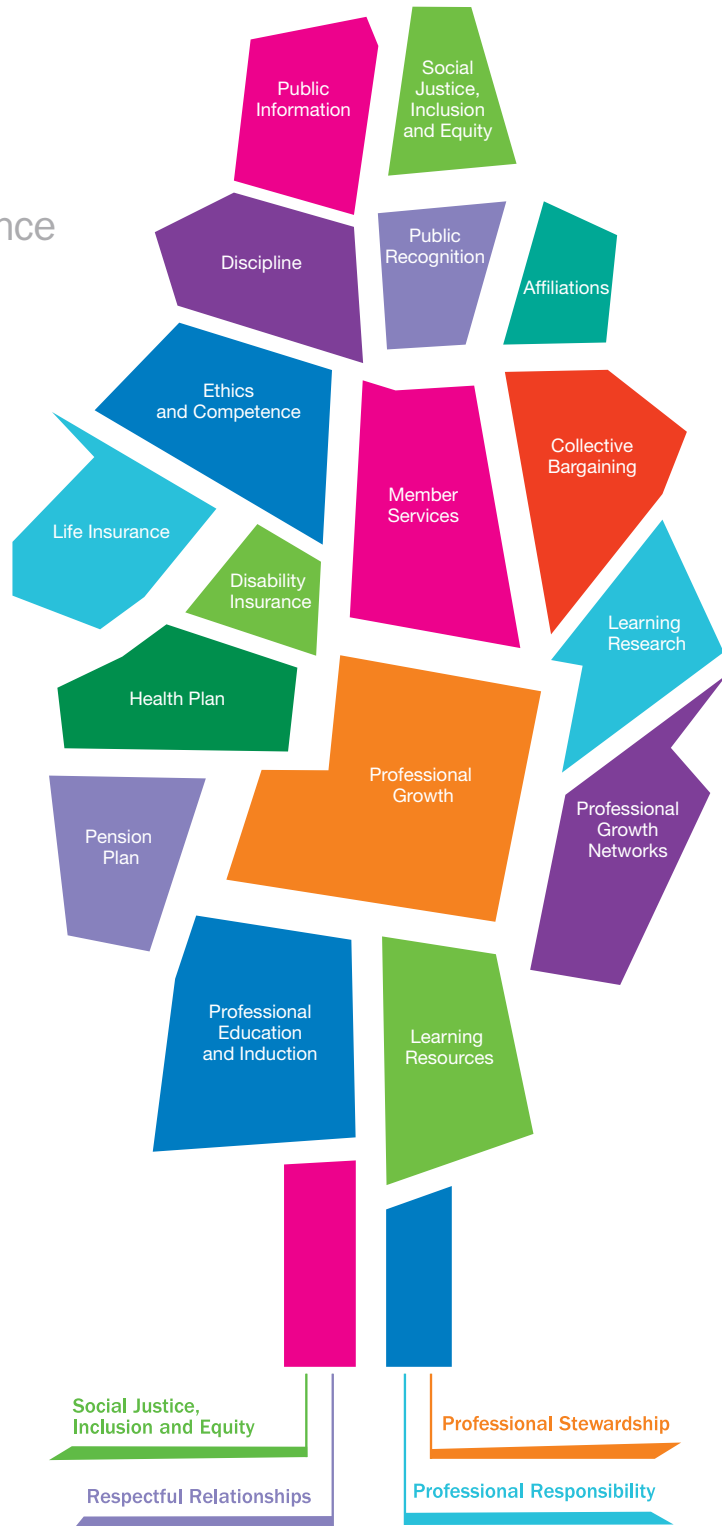 Public
Information
Social
Justice,
Inclusion
and Equity
nce
Discipline
Public
Recognition
Affiliations
Ethics
and Competence
Member
Services
Collective
Bargaining
Life Insurance
Disability
Insurance
Learning
Research
Health Plan
Professional
Growth
Professional
Growth
Networks
Pension
Plan
Professional
Education
and Induction
Learning
Resources
Social Justice,
Inclusion and Equity
Professional Stewardship
Respectful Relationships
Professional Responsibility